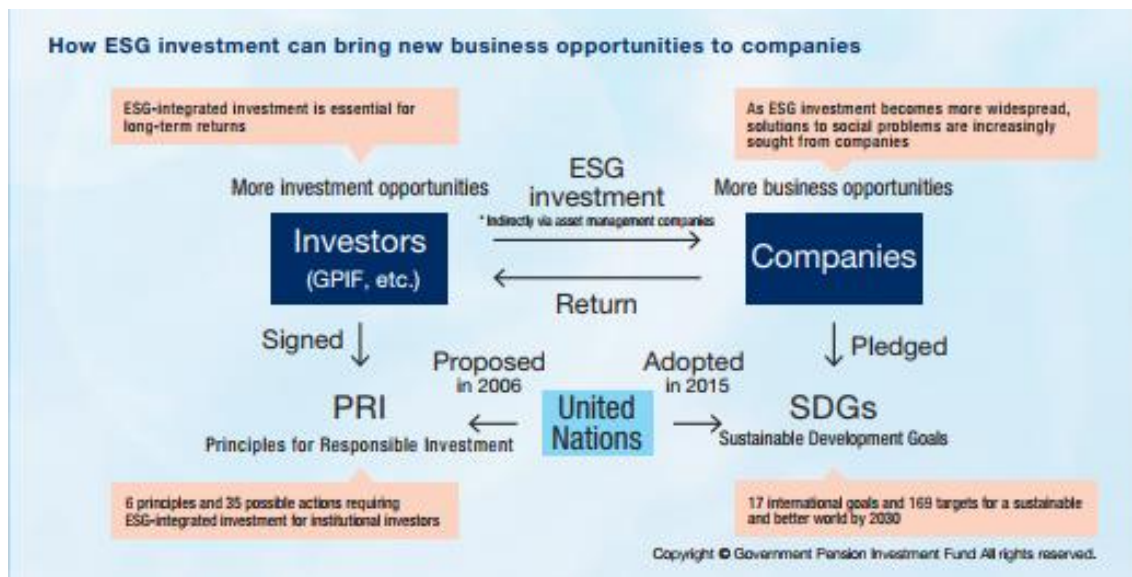 How ESG investment can bring new business opportunities to companies
ESG-integrated investment is essential for
long-term returns
As ESG investment becomes more widespread,
solutions to social problems are increasingly
sought from companies
More investment opportunities
ESG
investment
* Indirectly via asset management companies
More business opportunities
Investors
(GPIF, etc.)
Companies
Return
Signed
Pledged
Proposed
in 2006
Adopted
in 2015
PRI
Principles for Responsible Investment
United
Nations
SDGs
Sustainable Development Goals
6 principles and 35 possible actions requiring
ESG-integrated investment for institutional investors
17 international goals and 169 targets for a sustainable
and better world by 2030
Copyright © Government Pension Investment Fund All rights reserved.